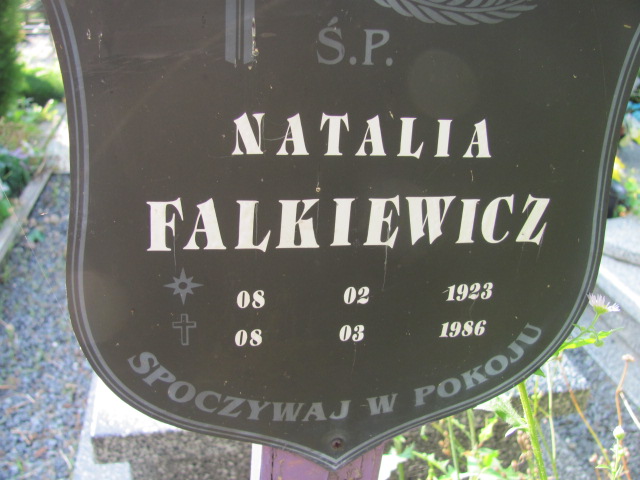 Ś.P.
NATALIA
FALKIEWICZ
08 02 1923
08 03 1986
SPOCZYWAJ W POKOJU